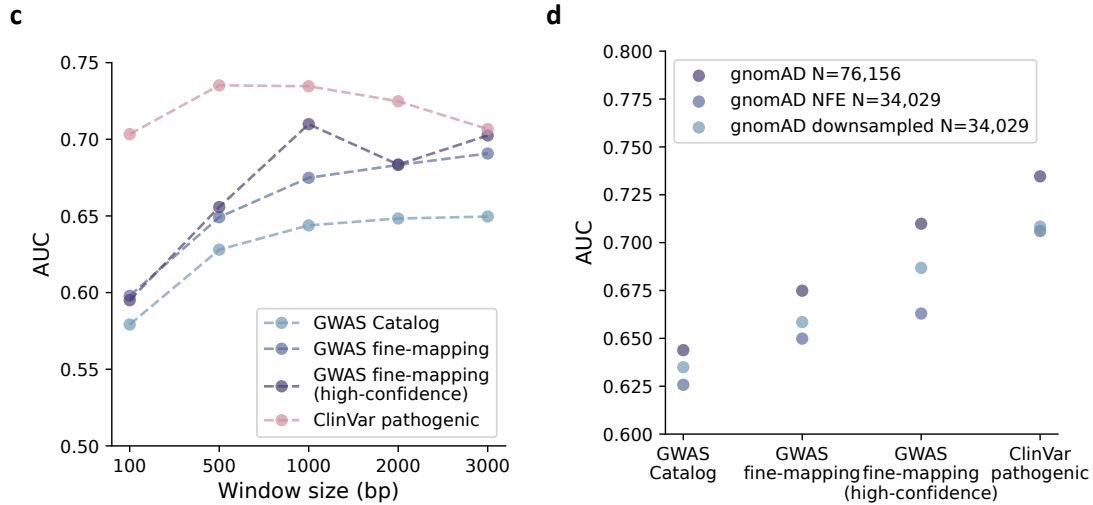 c
0.75
0.70
0.65
0.60
0.55
0.50
AUC
100
500
1000
2000
3000
Window size (bp)
GWAS Catalog
GWAS fine-mapping
GWAS fine-mapping
(high-confidence)
ClinVar pathogenic
d
0.800
0.775
0.750
0.725
0.700
0.675
0.650
0.625
0.600
AUC
gnomAD N=76,156
gnomAD NFE N=34,029
gnomAD downsampled N=34,029
GWAS
Catalog
GWAS
fine-mapping
GWAS
fine-mapping
(high-confidence)
ClinVar
pathogenic